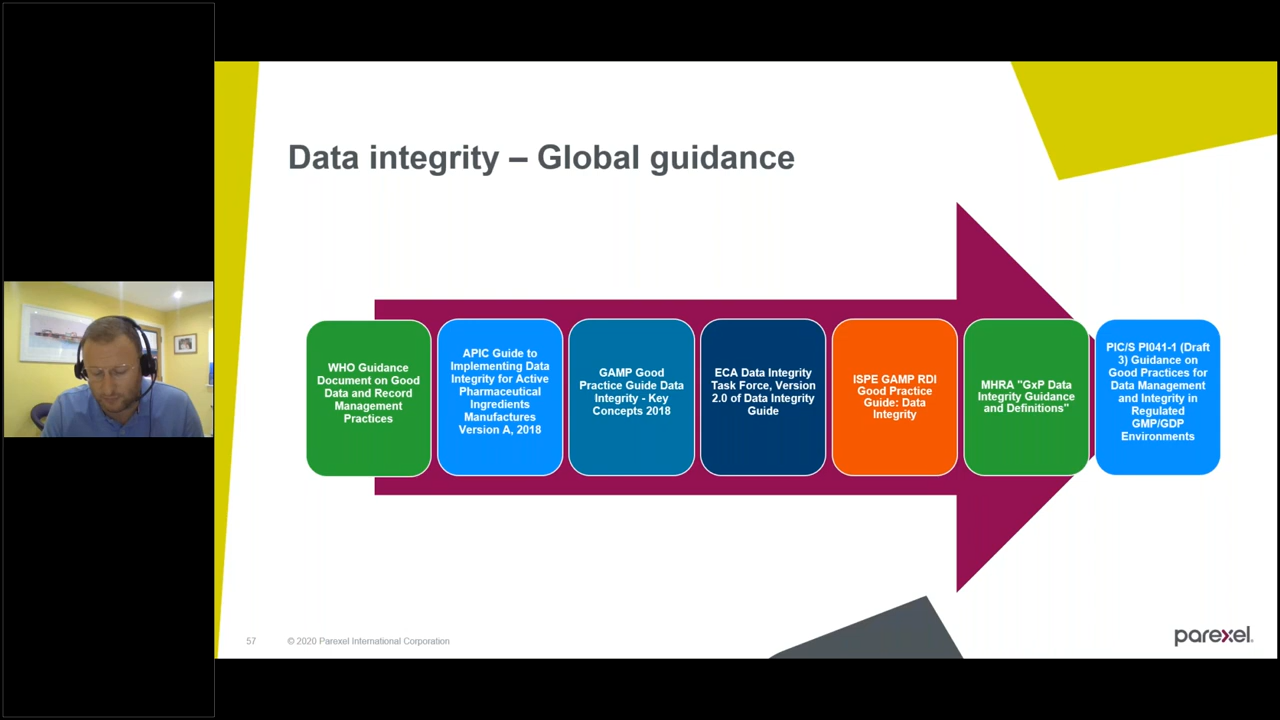 Data integrity – Global guidance
WHO Guidance
Document on Good
Data and Record
Management
Practices
APIC Guide to
Implementing Data
Integrity for Active
Pharmaceutical
Ingredients
Manufactures
Version A, 2018
GAMP Good
Practice Guide Data
Integrity - Key
Concepts 2018
ECA Data Integrity
Task Force, Version
2.0 of Data Integrity
Guide
ISPE GAMP RDI
Good Practice
Guide: Data
Integrity
MHRA "GxP Data
Integrity Guidance
and Definitions"
PIC/S PI041-1 (Draft
3) Guidance on
Good Practices for
Data Management
and Integrity in
Regulated
GMP/GDP
Environments
57
© 2020 Parexel International Corporation
parexel.